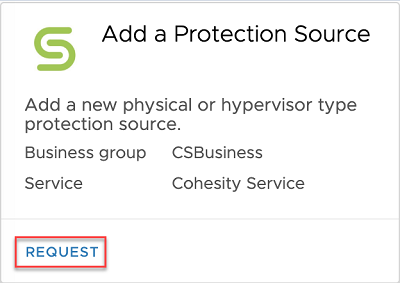 Add a Protection Source
Add a new physical or hypervisor type
protection source.
Business group CSBusiness
Service Cohesity Service
REQUEST